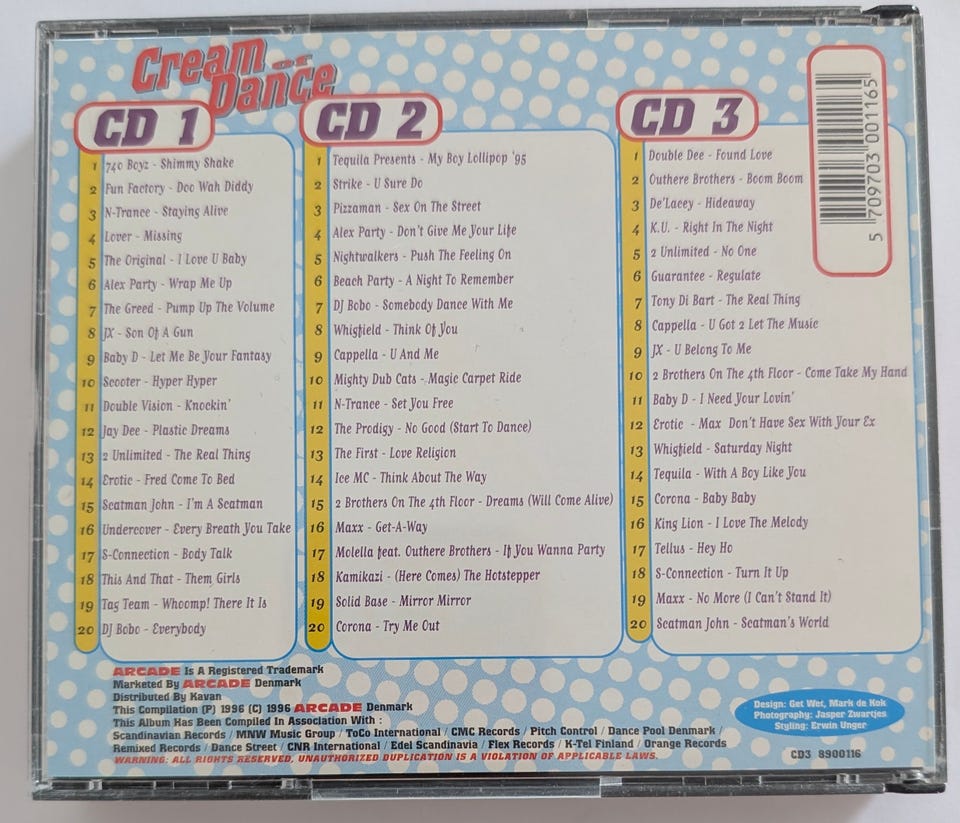 Cream of
Dance
CD 1
1 740 Boyz - Shimmy Shake
2 Fun Factory - Doo Wah Diddy
3 N-Trance - Staying Alive
4 Lover - Missing
5 The Original - I Love U Baby
6 Alex Party - Wrap Me Up
7 The Greed - Pump Up The Volume
8 JX - Son Of A Gun
9 Baby D - Let Me Be Your Fantasy
10 Scooter - Hyper Hyper
11 Double Vision - Knockin'
12 Jay Dee - Plastic Dreams
13 2 Unlimited - The Real Thing
14 Erotic - Fred Come To Bed
15 Scatman John - I'm A Scatman
16 Undercover - Every Breath You Take
17 S-Connection - Body Talk
18 This And That - Them Girls
19 Tag Team - Whoomp! There It Is
20 DJ Bobo - Everybody
CD 2
1 Tequila Presents - My Boy Lollipop '95
2 Strike - U Sure Do
3 Pizzaman - Sex On The Street
4 Alex Party - Don't Give Me Your Life
5 Nightwalkers - Push The Feeling On
6 Beach Party - A Night To Remember
7 DJ Bobo - Somebody Dance With Me
8 Whigfield - Think Of You
9 Cappella - U And Me
10 Mighty Dub Cats - Magic Carpet Ride
11 N-Trance - Set You Free
12 The Prodigy - No Good (Start To Dance)
13 The First - Love Religion
14 Ice MC - Think About The Way
15 2 Brothers On The 4th Floor - Dreams (Will Come Alive)
16 Maxx - Get-A-Way
17 Molella feat. Outhere Brothers - If You Wanna Party
18 Kamikazi - (Here Comes) The Hotstepper
19 Solid Base - Mirror Mirror
20 Corona - Try Me Out
CD 3
1 Double Dee - Found Love
2 Outhere Brothers - Boom Boom
3 De'Lacey - Hideaway
4 K.U. - Right In The Night
5 2 Unlimited - No One
6 Guarantee - Regulate
7 Tony Di Bart - The Real Thing
8 Cappella - U Got 2 Let The Music
9 JX - U Belong To Me
10 2 Brothers On The 4th Floor - Come Take My Hand
11 Baby D - I Need Your Lovin'
12 Erotic - Max Don't Have Sex With Your Ex
13 Whigfield - Saturday Night
14 Tequila - With A Boy Like You
15 Corona - Baby Baby
16 King Lion - I Love The Melody
17 Tellus - Hey Ho
18 S-Connection - Turn It Up
19 Maxx - No More (I Can't Stand It)
20 Scatman John - Scatman's World
5 709703 001165
ARCADE Is A Registered Trademark
Marketed By ARCADE Denmark
Distributed By Kavan
This Compilation (P) 1996 (C) 1996 ARCADE Denmark
This Album Has Been Compiled In Association With :
Scandinavian Records / MNW Music Group / ToCo International / CMC Records / Pitch Control / Dance Pool Denmark /
Remixed Records / Dance Street / CNR International / Edel Scandinavia / Flex Records / K-Tel Finland / Orange Records
WARNING: ALL RIGHTS RESERVED, UNAUTHORIZED DUPLICATION IS A VIOLATION OF APPLICABLE LAWS.
Design: Get Wet, Mark de Kok
Photography: Jasper Zwartjes
Styling: Erwin Unger
CD3 8900116